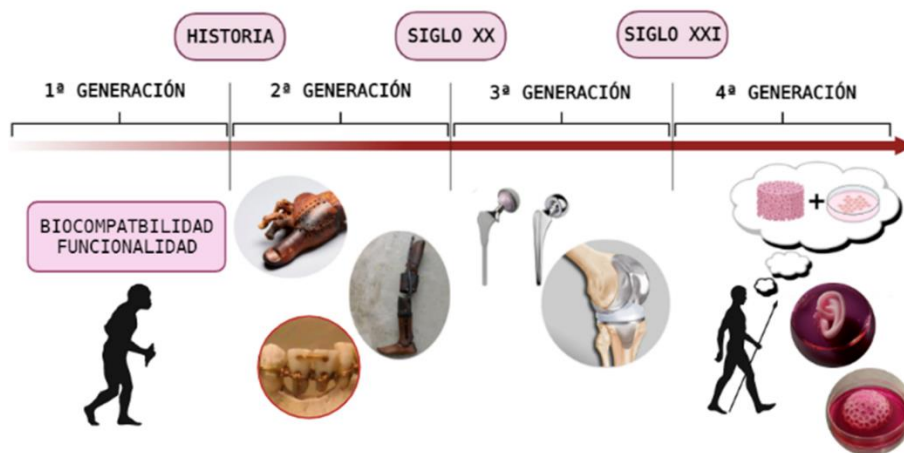 HISTORIA
SIGLO XX
SIGLO XXI
1ª GENERACIÓN
2ª GENERACIÓN
3ª GENERACIÓN
4ª GENERACIÓN
BIOCOMPATBILIDAD
FUNCIONALIDAD
+